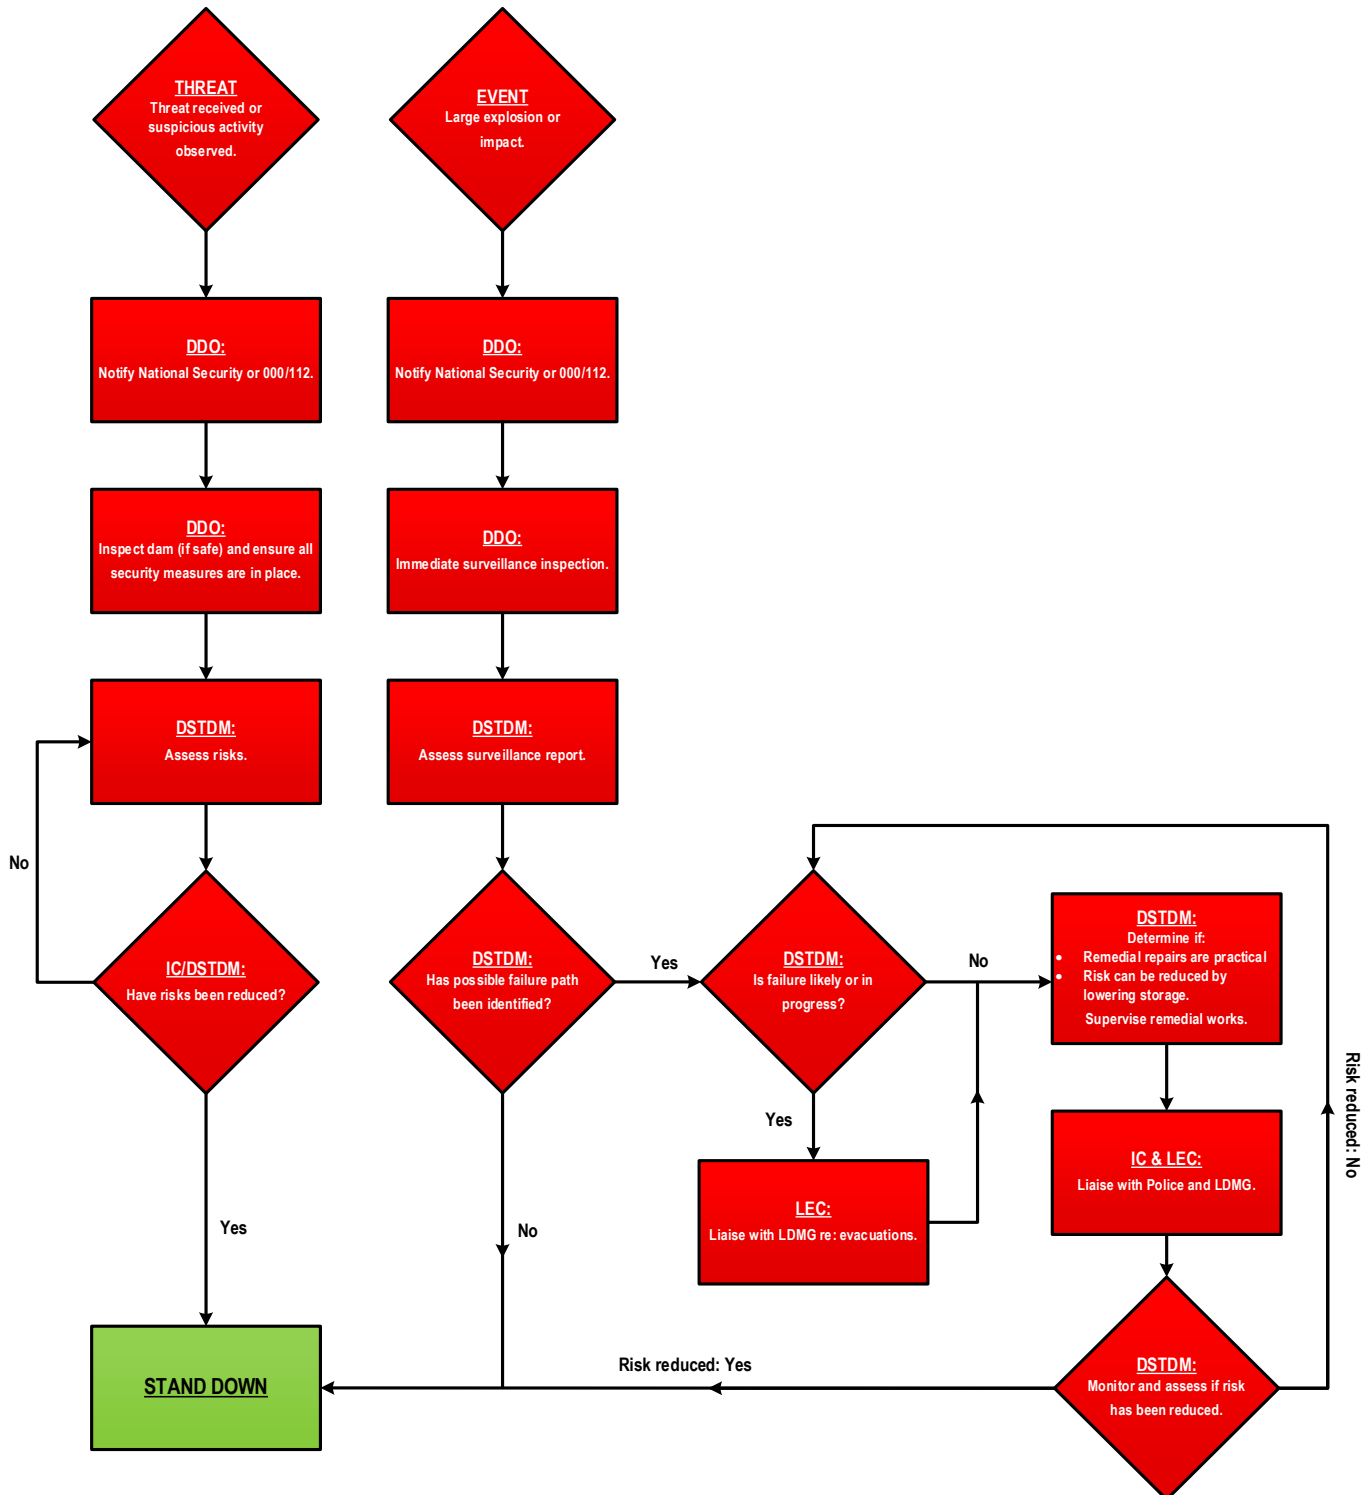 THREAT
Threat received or
suspicious activity
observed.
EVENT
Large explosion or
impact.
DDO:
Notify National Security or 000/112.
DDO:
Notify National Security or 000/112.
DDO:
Inspect dam (if safe) and ensure all
security measures are in place.
DDO:
Immediate surveillance inspection.
DSTDM:
Assess risks.
DSTDM:
Assess surveillance report.
No
IC/DSTDM:
Have risks been reduced?
DSTDM:
Has possible failure path
been identified?
Yes
DSTDM:
Is failure likely or in
progress?
No
DSTDM:
Determine if:
• Remedial repairs are practical
• Risk can be reduced by
lowering storage.
Supervise remedial works.
Risk reduced: No
Yes
IC & LEC:
Liaise with Police and LDMG.
LEC:
Liaise with LDMG re: evacuations.
Yes
No
Risk reduced: Yes
STAND DOWN
DSTDM:
Monitor and assess if risk
has been reduced.